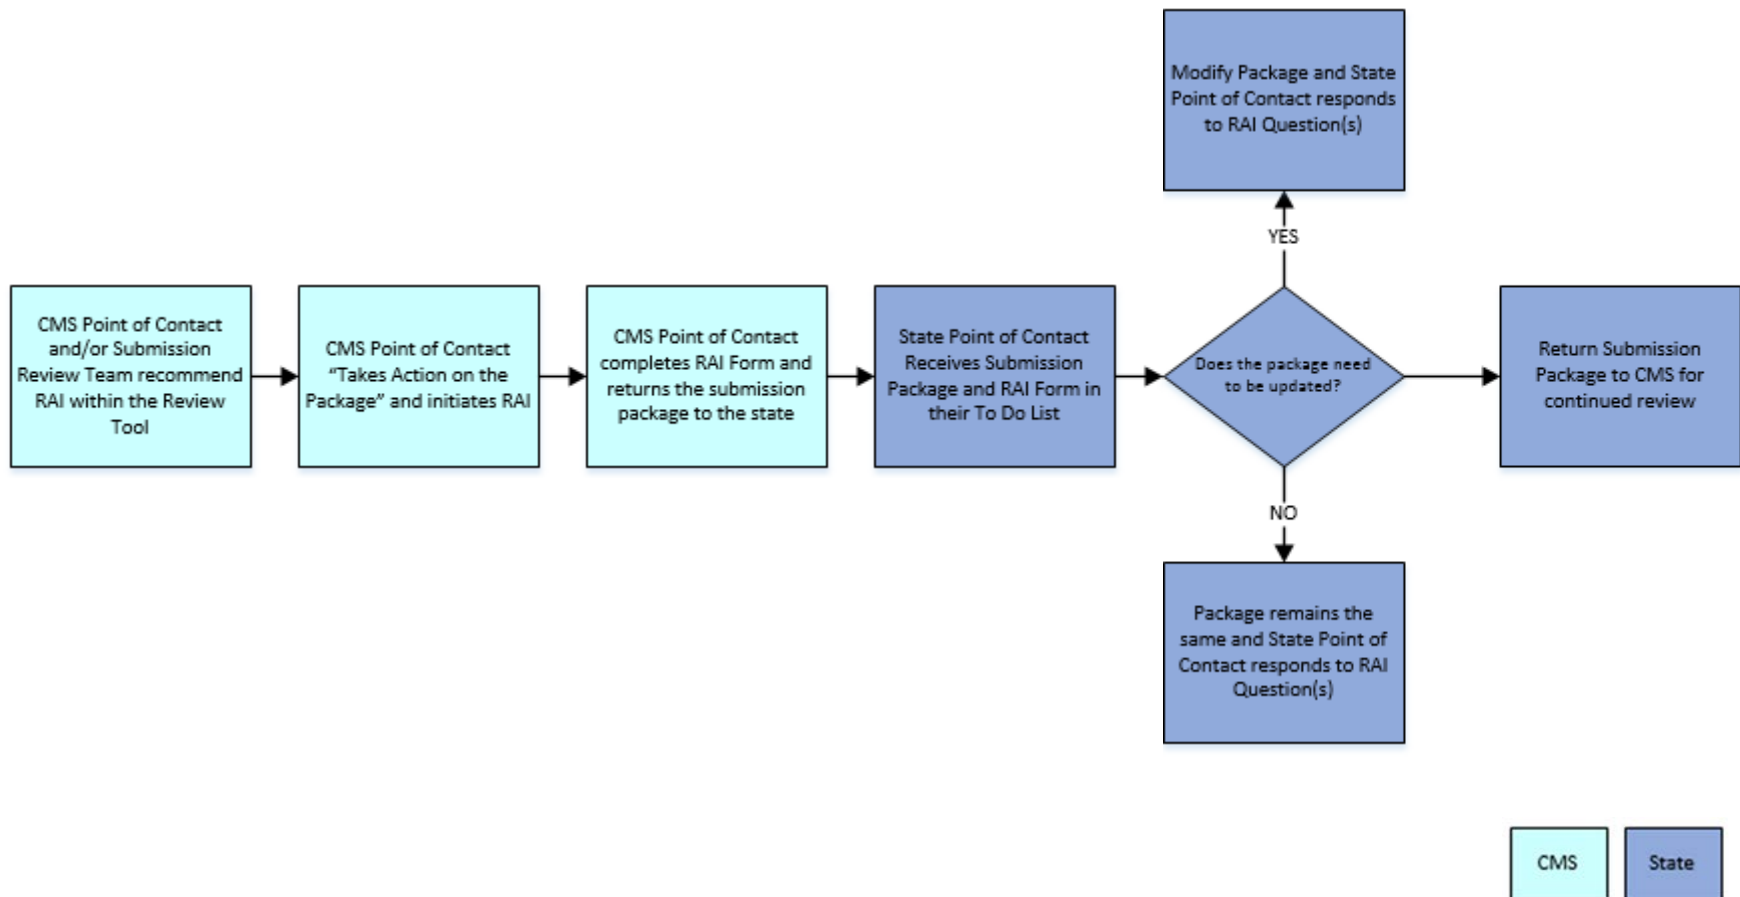 Modify Package and State
Point of Contact responds
to RAI Question(s)
YES
CMS Point of Contact
and/or Submission
Review Team recommend
RAI within the Review
Tool
CMS Point of Contact
“Takes Action on the
Package” and initiates RAI
CMS Point of Contact
completes RAI Form and
returns the submission
package to the state
State Point of Contact
Receives Submission
Package and RAI Form in
their To Do List
Does the package need
to be updated?
Return Submission
Package to CMS for
continued review
NO
Package remains the
same and State Point of
Contact responds to RAI
Question(s)
CMS
State